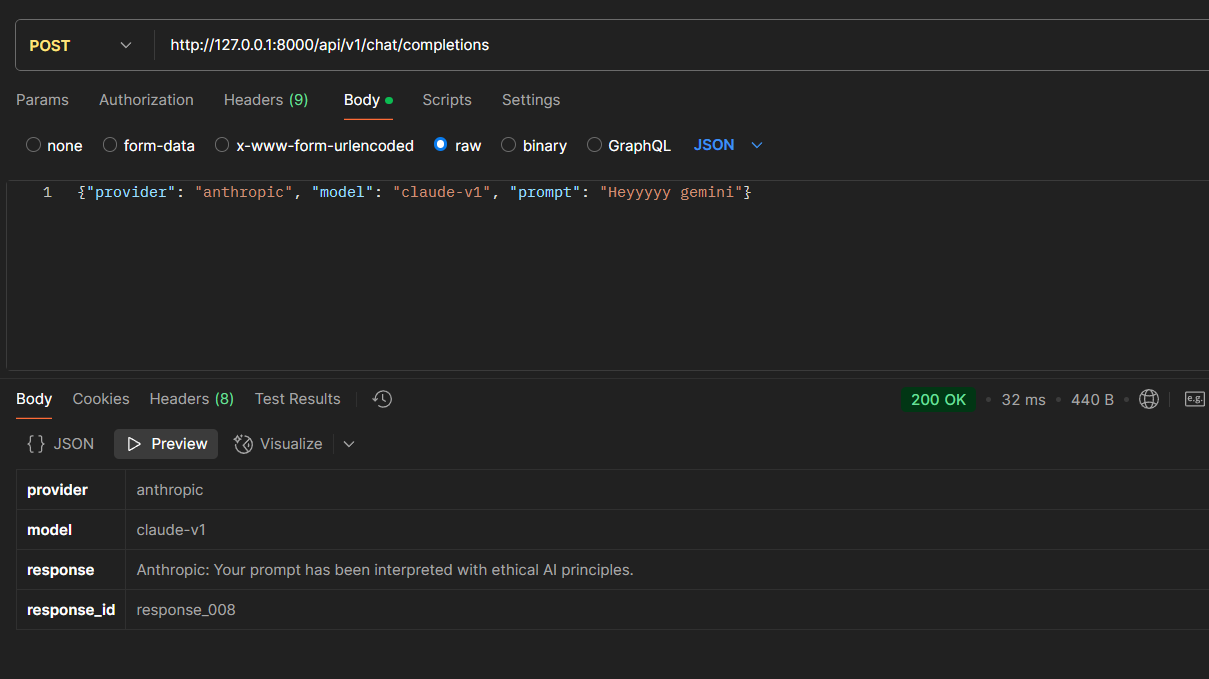 POST http://127.0.0.1:8000/api/v1/chat/completions
Params Authorization Headers (9) Body Scripts Settings
none form-data x-www-form-urlencoded raw binary GraphQL JSON
1 {"provider": "anthropic", "model": "claude-v1", "prompt": "Heyyyyy gemini"}
Body Cookies Headers (8) Test Results 200 OK • 32 ms • 440 B • e.g.
{} JSON Preview Visualize
provider anthropic
model claude-v1
response Anthropic: Your prompt has been interpreted with ethical AI principles.
response_id response_008